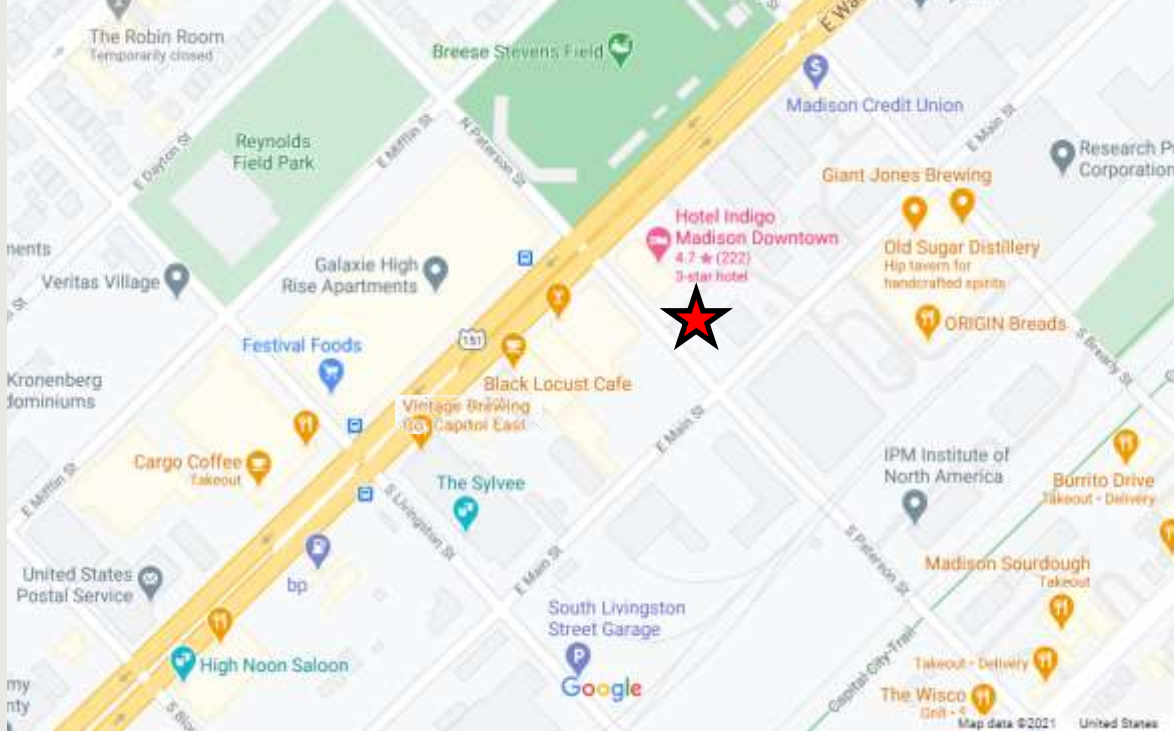 The Robin Room
Temporarily closed
Breese Stevens Field
Madison Credit Union
E Main St
Research
Corporation
Reynolds
Field Park
E Mifflin St
N Paterson St
E Dayton St
Giant Jones Brewing
Hotel Indigo
Madison Downtown
4.7 ★ (222)
3-star hotel
Old Sugar Distillery
Hip tavern for
handcrafted spirits
Veritas Village
Galaxie High
Rise Apartments
ORIGIN Breads
S Brearly St
151
Festival Foods
Black Locust Cafe
Kronenberg
Vintage Brewing
Co. Capitol East
E Main St
Cargo Coffee
Takeout
E Mifflin St
The Sylvee
S Livingston St
IPM Institute of
North America
Burrito Drive
Takeout • Delivery
S Paterson St
E Main St
bp
United States
Postal Service
Madison Sourdough
Takeout
South Livingston
Street Garage
P
High Noon Saloon
Google
Capital City Trail
Takeout • Delivery
The Wisco
Map data ©2021 United States